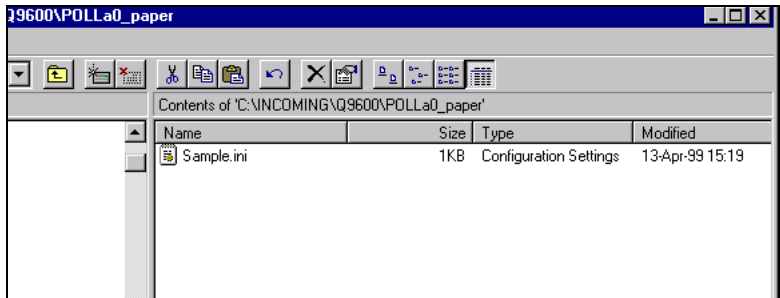 Q9600\POLLa0_paper
Contents of 'C:\INCOMING\Q9600\POLLa0_paper'
Name Size Type Modified
Sample.ini 1KB Configuration Settings 13-Apr-99 15:19